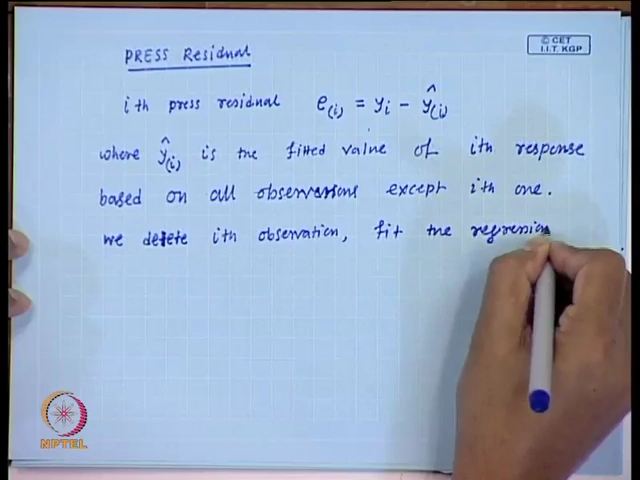 PRESS Residual
© CET
I.I.T. KGP
ith press residual e(i) = yi − ŷ(i)
where ŷ(i) is the fitted value of ith response
based on all observations except ith one.
we delete ith observation, fit the regression
NPTEL